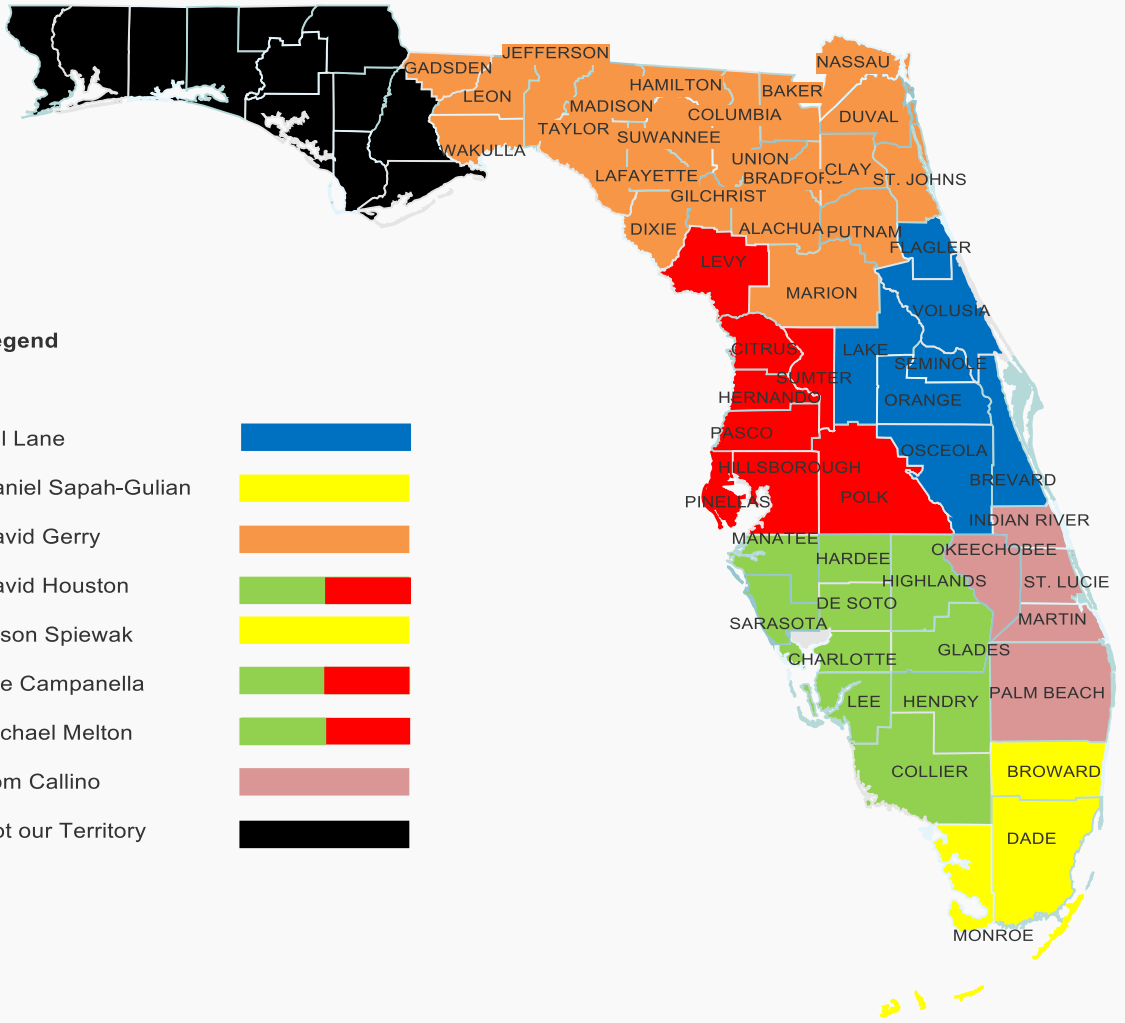 JEFFERSON
NASSAU
GADSDEN
HAMILTON
BAKER
LEON
MADISON
COLUMBIA
DUVAL
TAYLOR
SUWANNEE
WAKULLA
UNION
LAFAYETTE
BRADFORD
CLAY
ST. JOHNS
GILCHRIST
DIXIE
ALACHUA
PUTNAM
FLAGLER
LEVY
MARION
VOLUSIA
egend
CITRUS
LAKE
SEMINOLE
SUMTER
HERNANDO
ORANGE
PASCO
l Lane
OSCEOLA
HILLSBOROUGH
BREVARD
aniel Sapah-Gulian
PINELLAS
POLK
INDIAN RIVER
avid Gerry
MANATEE
OKEECHOBEE
HARDEE
avid Houston
HIGHLANDS
ST. LUCIE
DE SOTO
MARTIN
SARASOTA
son Spiewak
GLADES
CHARLOTTE
e Campanella
PALM BEACH
LEE
HENDRY
chael Melton
COLLIER
BROWARD
om Callino
ot our Territory
DADE
MONROE